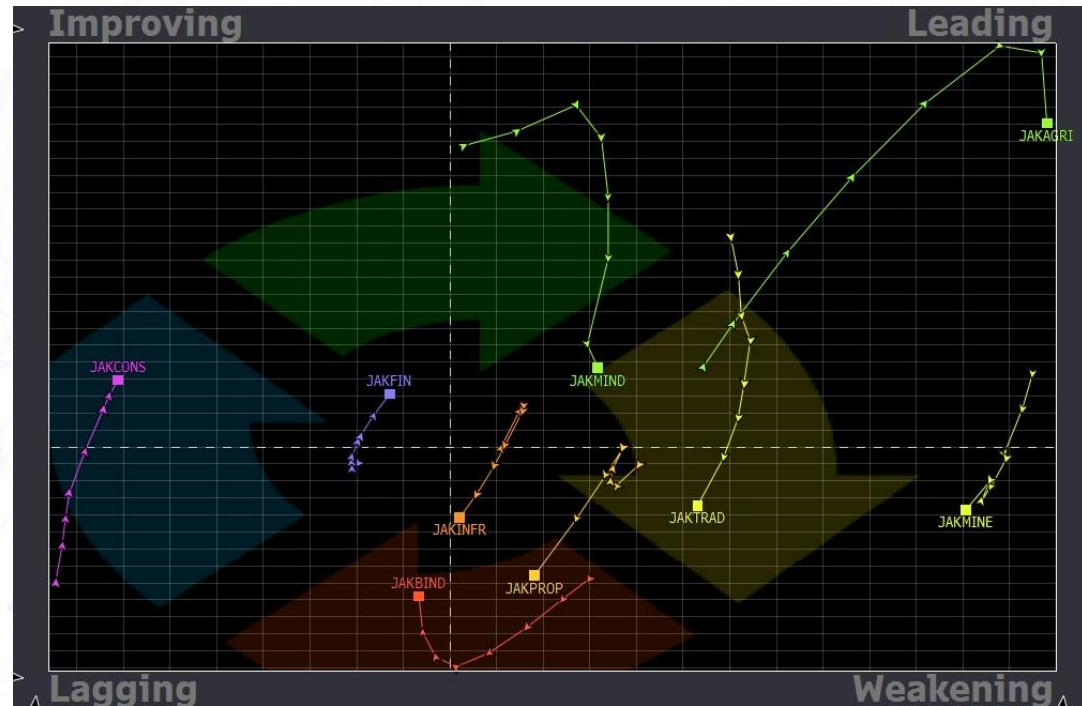 Improving
Leading
JAKAGRI
JAKCONS
JAKFIN
JAKMIND
JAKTRAD
JAKMINE
JAKINFR
JAKBIND
JAKPROP
Lagging
Weakening